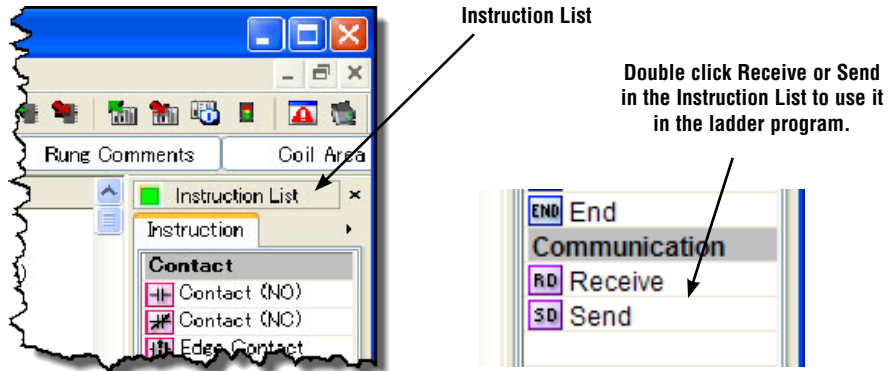 Instruction List
Double click Receive or Send
in the Instruction List to use it
in the ladder program.
Rung Comments
Coil Area
Instruction List
Instruction
Contact
Contact (NO)
Contact (NC)
Edge Contact
END End
Communication
RD Receive
SD Send